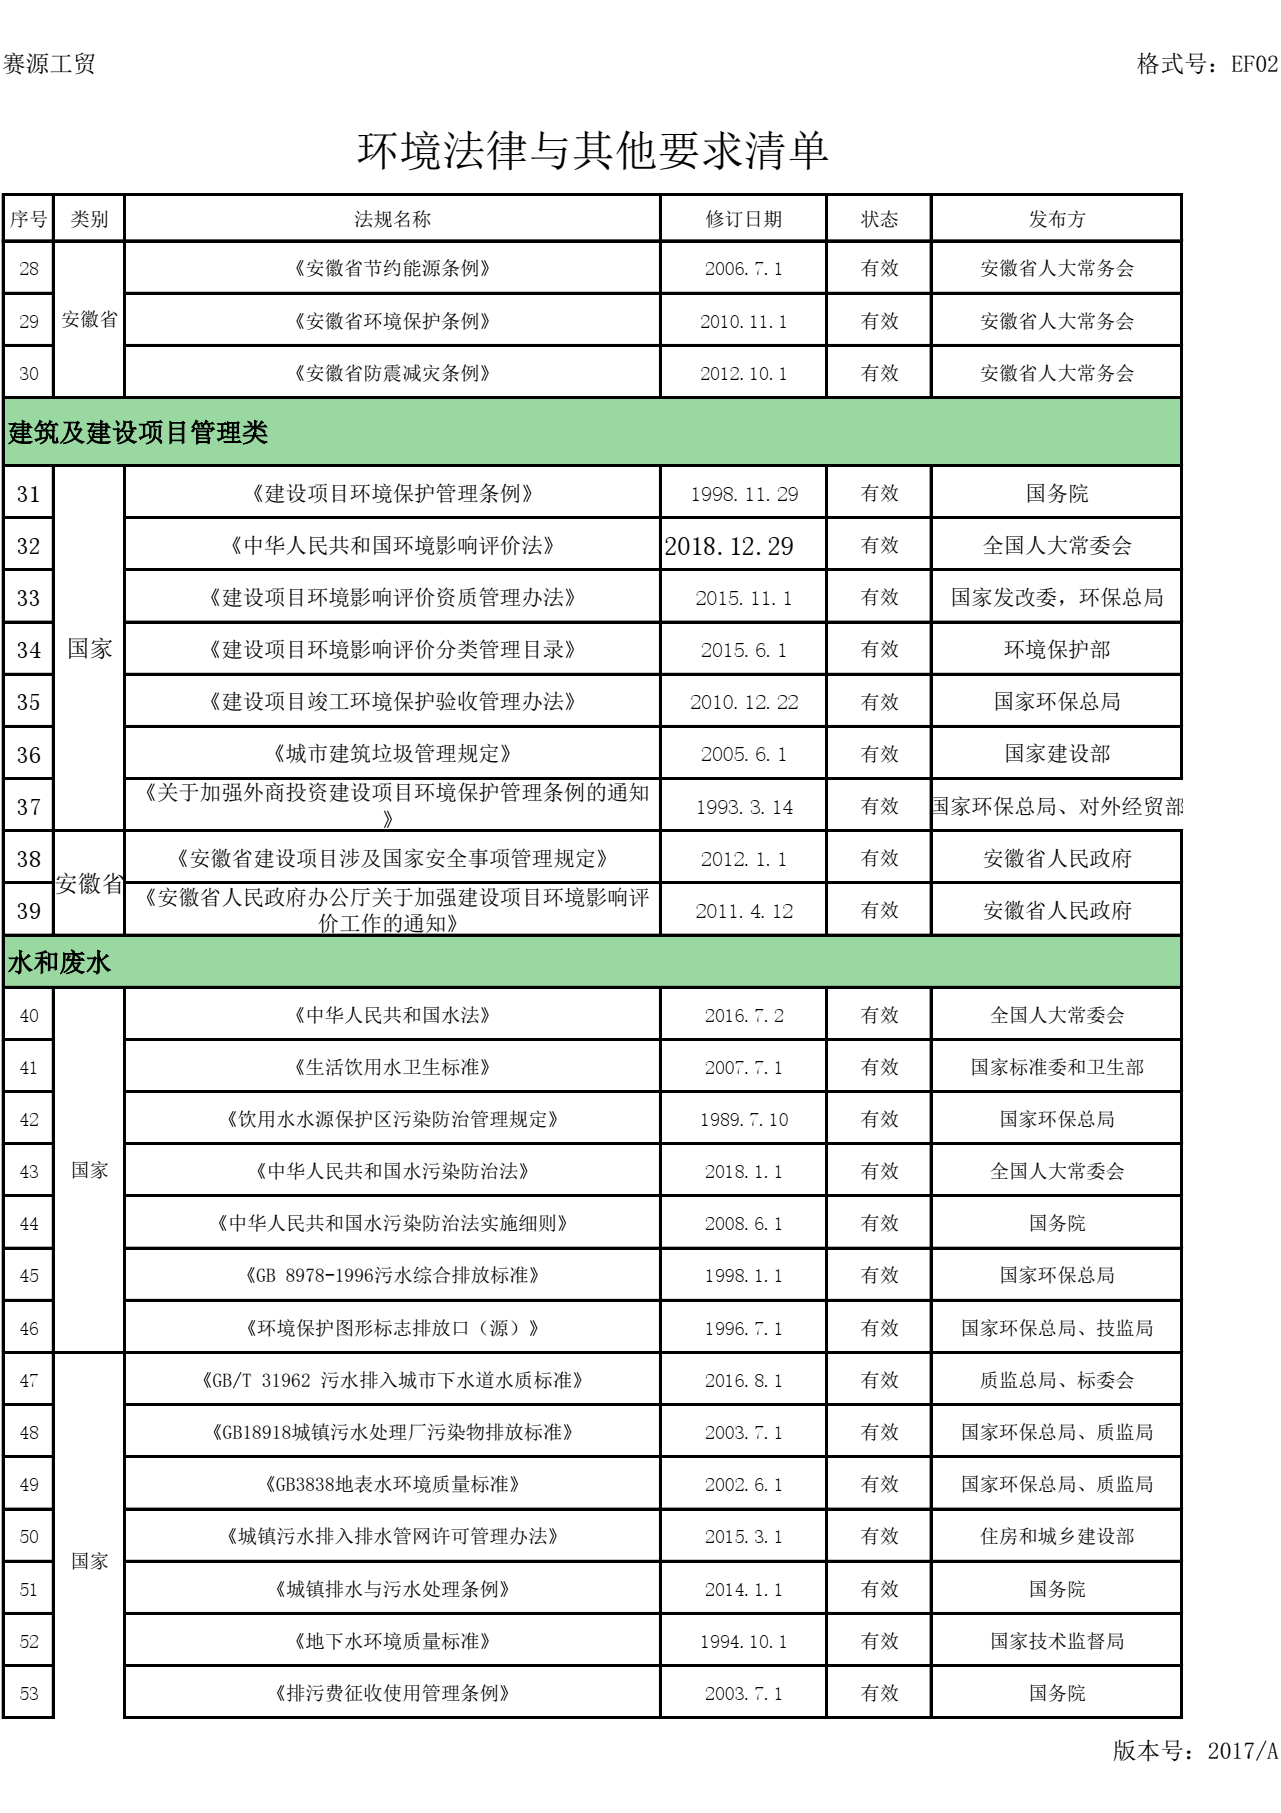 赛源工贸 格式号：EF02
环境法律与其他要求清单
序号 类别 法规名称 修订日期 状态 发布方
28 《安徽省节约能源条例》 2006.7.1 有效 安徽省人大常务会
29 安徽省 《安徽省环境保护条例》 2010.11.1 有效 安徽省人大常务会
30 《安徽省防震减灾条例》 2012.10.1 有效 安徽省人大常务会
建筑及建设项目管理类
31 《建设项目环境保护管理条例》 1998.11.29 有效 国务院
32 《中华人民共和国环境影响评价法》 2018.12.29 有效 全国人大常委会
33 《建设项目环境影响评价资质管理办法》 2015.11.1 有效 国家发改委，环保总局
34 国家 《建设项目环境影响评价分类管理目录》 2015.6.1 有效 环境保护部
35 《建设项目竣工环境保护验收管理办法》 2010.12.22 有效 国家环保总局
36 《城市建筑垃圾管理规定》 2005.6.1 有效 国家建设部
37 《关于加强外商投资建设项目环境保护管理条例的通知
》 1993.3.14 有效 国家环保总局、对外经贸部
38 《安徽省建设项目涉及国家安全事项管理规定》 2012.1.1 有效 安徽省人民政府
安徽省
39 《安徽省人民政府办公厅关于加强建设项目环境影响评
价工作的通知》 2011.4.12 有效 安徽省人民政府
水和废水
40 《中华人民共和国水法》 2016.7.2 有效 全国人大常委会
41 《生活饮用水卫生标准》 2007.7.1 有效 国家标准委和卫生部
42 《饮用水水源保护区污染防治管理规定》 1989.7.10 有效 国家环保总局
43 国家 《中华人民共和国水污染防治法》 2018.1.1 有效 全国人大常委会
44 《中华人民共和国水污染防治法实施细则》 2008.6.1 有效 国务院
45 《GB 8978-1996污水综合排放标准》 1998.1.1 有效 国家环保总局
46 《环境保护图形标志排放口（源）》 1996.7.1 有效 国家环保总局、技监局
47 《GB/T 31962 污水排入城市下水道水质标准》 2016.8.1 有效 质监总局、标委会
48 《GB18918城镇污水处理厂污染物排放标准》 2003.7.1 有效 国家环保总局、质监局
49 《GB3838地表水环境质量标准》 2002.6.1 有效 国家环保总局、质监局
50 《城镇污水排入排水管网许可管理办法》 2015.3.1 有效 住房和城乡建设部
国家
51 《城镇排水与污水处理条例》 2014.1.1 有效 国务院
52 《地下水环境质量标准》 1994.10.1 有效 国家技术监督局
53 《排污费征收使用管理条例》 2003.7.1 有效 国务院
版本号：2017/A